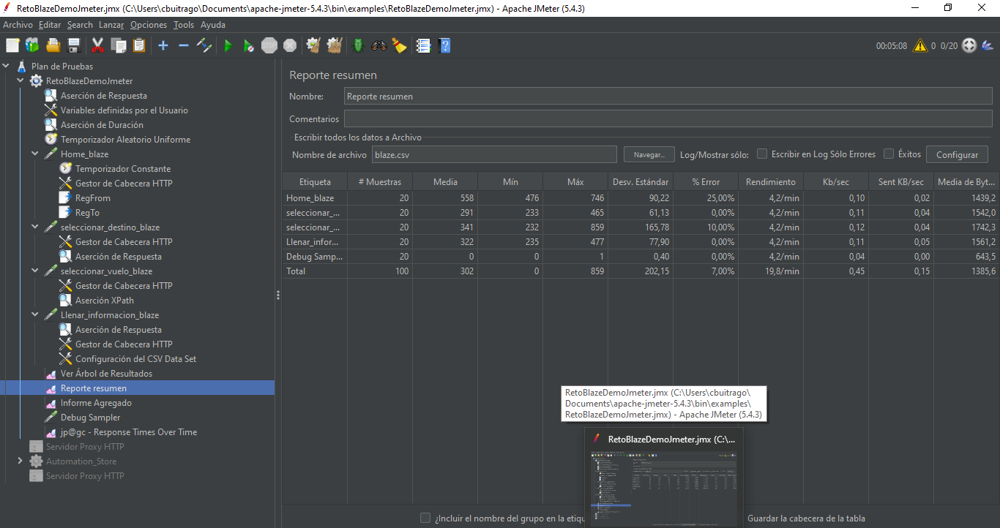 RetoBlazeDemoJmeter.jmx (C:\Users\cbuitrago\Documents\apache-jmeter-5.4.3\bin\examples\RetoBlazeDemoJmeter.jmx) - Apache JMeter (5.4.3)
Archivo Editar Search Lanzar Opciones Tools Ayuda
STOP 00:05:08 0 0/20
Plan de Pruebas
RetoBlazeDemoJmeter
Aserción de Respuesta
Variables definidas por el Usuario
Aserción de Duración
Temporizador Aleatorio Uniforme
Home_blaze
Temporizador Constante
Gestor de Cabecera HTTP
RegFrom
RegTo
seleccionar_destino_blaze
Gestor de Cabecera HTTP
Aserción de Respuesta
seleccionar_vuelo_blaze
Gestor de Cabecera HTTP
Aserción XPath
Llenar_informacion_blaze
Aserción de Respuesta
Gestor de Cabecera HTTP
Configuración del CSV Data Set
Ver Árbol de Resultados
Reporte resumen
Informe Agregado
Debug Sampler
jp@gc - Response Times Over Time
Servidor Proxy HTTP
Automation_Store
Servidor Proxy HTTP
Reporte resumen
Nombre: Reporte resumen
Comentarios
Escribir todos los datos a Archivo
Nombre de archivo blaze.csv Navegar... Log/Mostrar sólo: Escribir en Log Sólo Errores Éxitos Configurar
Etiqueta # Muestras Media Mín Máx Desv. Estándar % Error Rendimiento Kb/sec Sent KB/sec Media de Byt...
Home_blaze 20 558 476 746 90,22 25,00% 4,2/min 0,10 0,02 1439,2
seleccionar_... 20 291 233 465 61,13 0,00% 4,2/min 0,11 0,04 1542,0
seleccionar_... 20 341 232 859 165,78 10,00% 4,2/min 0,12 0,04 1742,3
Llenar_infor... 20 322 235 477 77,90 0,00% 4,2/min 0,11 0,05 1561,2
Debug Samp... 20 0 0 1 0,40 0,00% 4,2/min 0,04 0,00 643,5
Total 100 302 0 859 202,15 7,00% 19,8/min 0,45 0,15 1385,6
RetoBlazeDemoJmeter.jmx (C:\Users\cbuitrago\
Documents\apache-jmeter-5.4.3\bin\examples\
RetoBlazeDemoJmeter.jmx) - Apache JMeter (5.4.3)
RetoBlazeDemoJmeter.jmx (C:\...
¿Incluir el nombre del grupo en la etiqu
Guardar la cabecera de la tabla